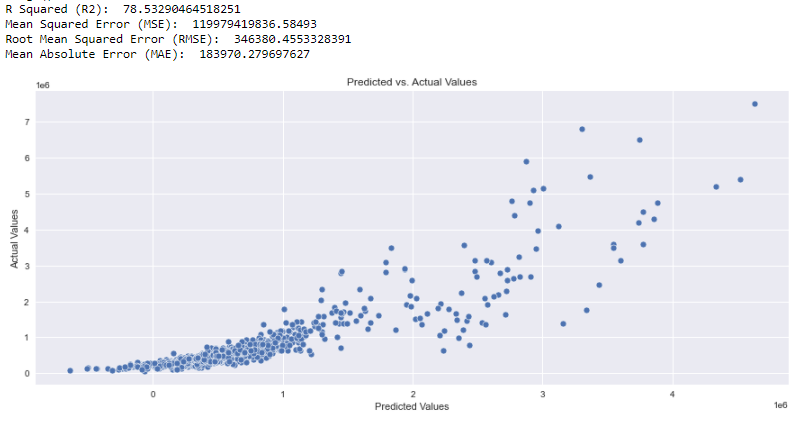 R Squared (R2):  78.53290464518251
Mean Squared Error (MSE):  119979419836.58493
Root Mean Squared Error (RMSE):  346380.4553328391
Mean Absolute Error (MAE):  183970.279697627
Predicted vs. Actual Values
1e6
7
6
5
4
3
2
1
0
Actual Values
0 1 2 3 4
Predicted Values
1e6